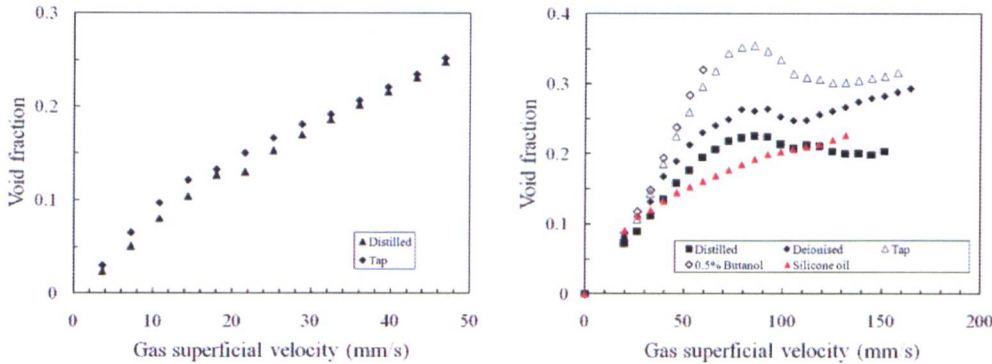 0.3
0.2
0.1
0
Void fraction
Distilled
Tap
0 10 20 30 40 50
Gas superficial velocity (mm/s)
0.4
0.3
0.2
0.1
0
Void fraction
Distilled Deionised Tap
0.5% Butanol Silicone oil
0 50 100 150 200
Gas superficial velocity (mm/s)